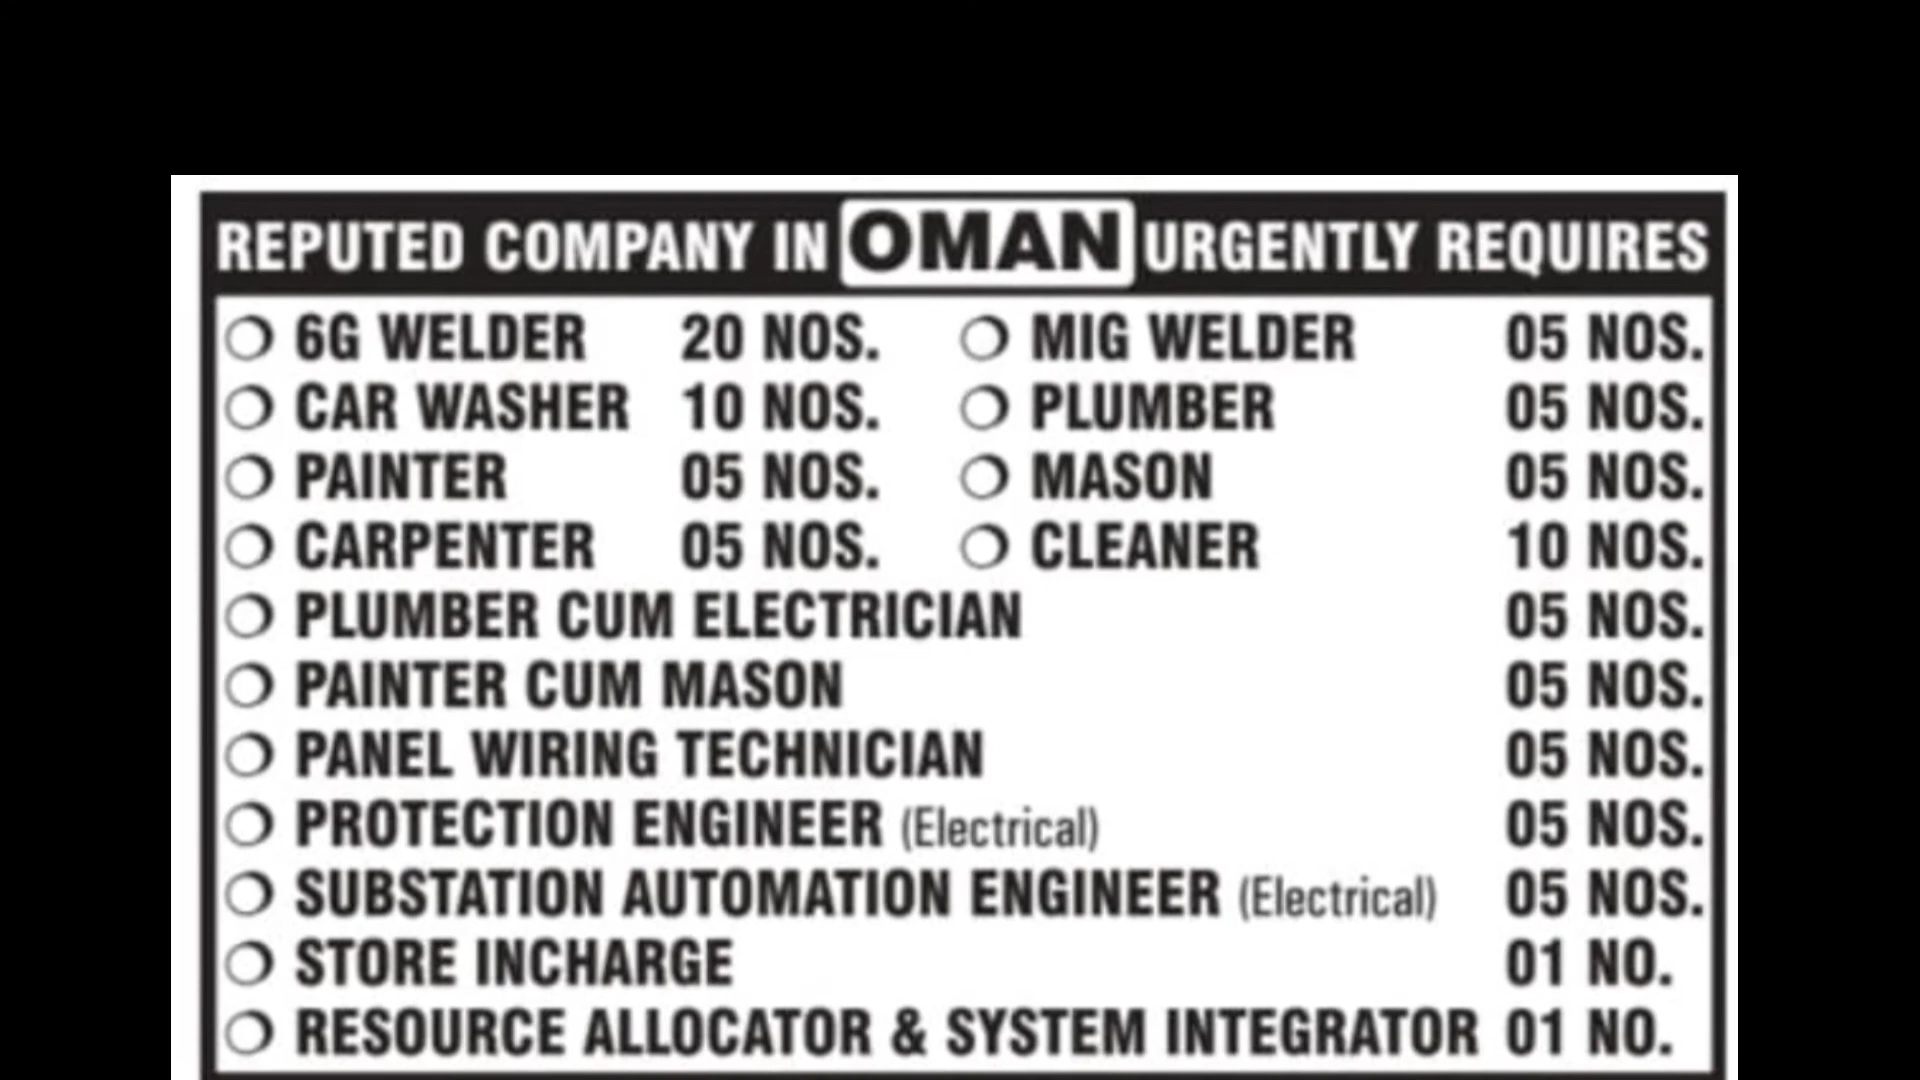 REPUTED COMPANY IN OMAN URGENTLY REQUIRES
6G WELDER 20 NOS. MIG WELDER 05 NOS.
CAR WASHER 10 NOS. PLUMBER 05 NOS.
PAINTER 05 NOS. MASON 05 NOS.
CARPENTER 05 NOS. CLEANER 10 NOS.
PLUMBER CUM ELECTRICIAN 05 NOS.
PAINTER CUM MASON 05 NOS.
PANEL WIRING TECHNICIAN 05 NOS.
PROTECTION ENGINEER (Electrical) 05 NOS.
SUBSTATION AUTOMATION ENGINEER (Electrical) 05 NOS.
STORE INCHARGE 01 NO.
RESOURCE ALLOCATOR & SYSTEM INTEGRATOR 01 NO.